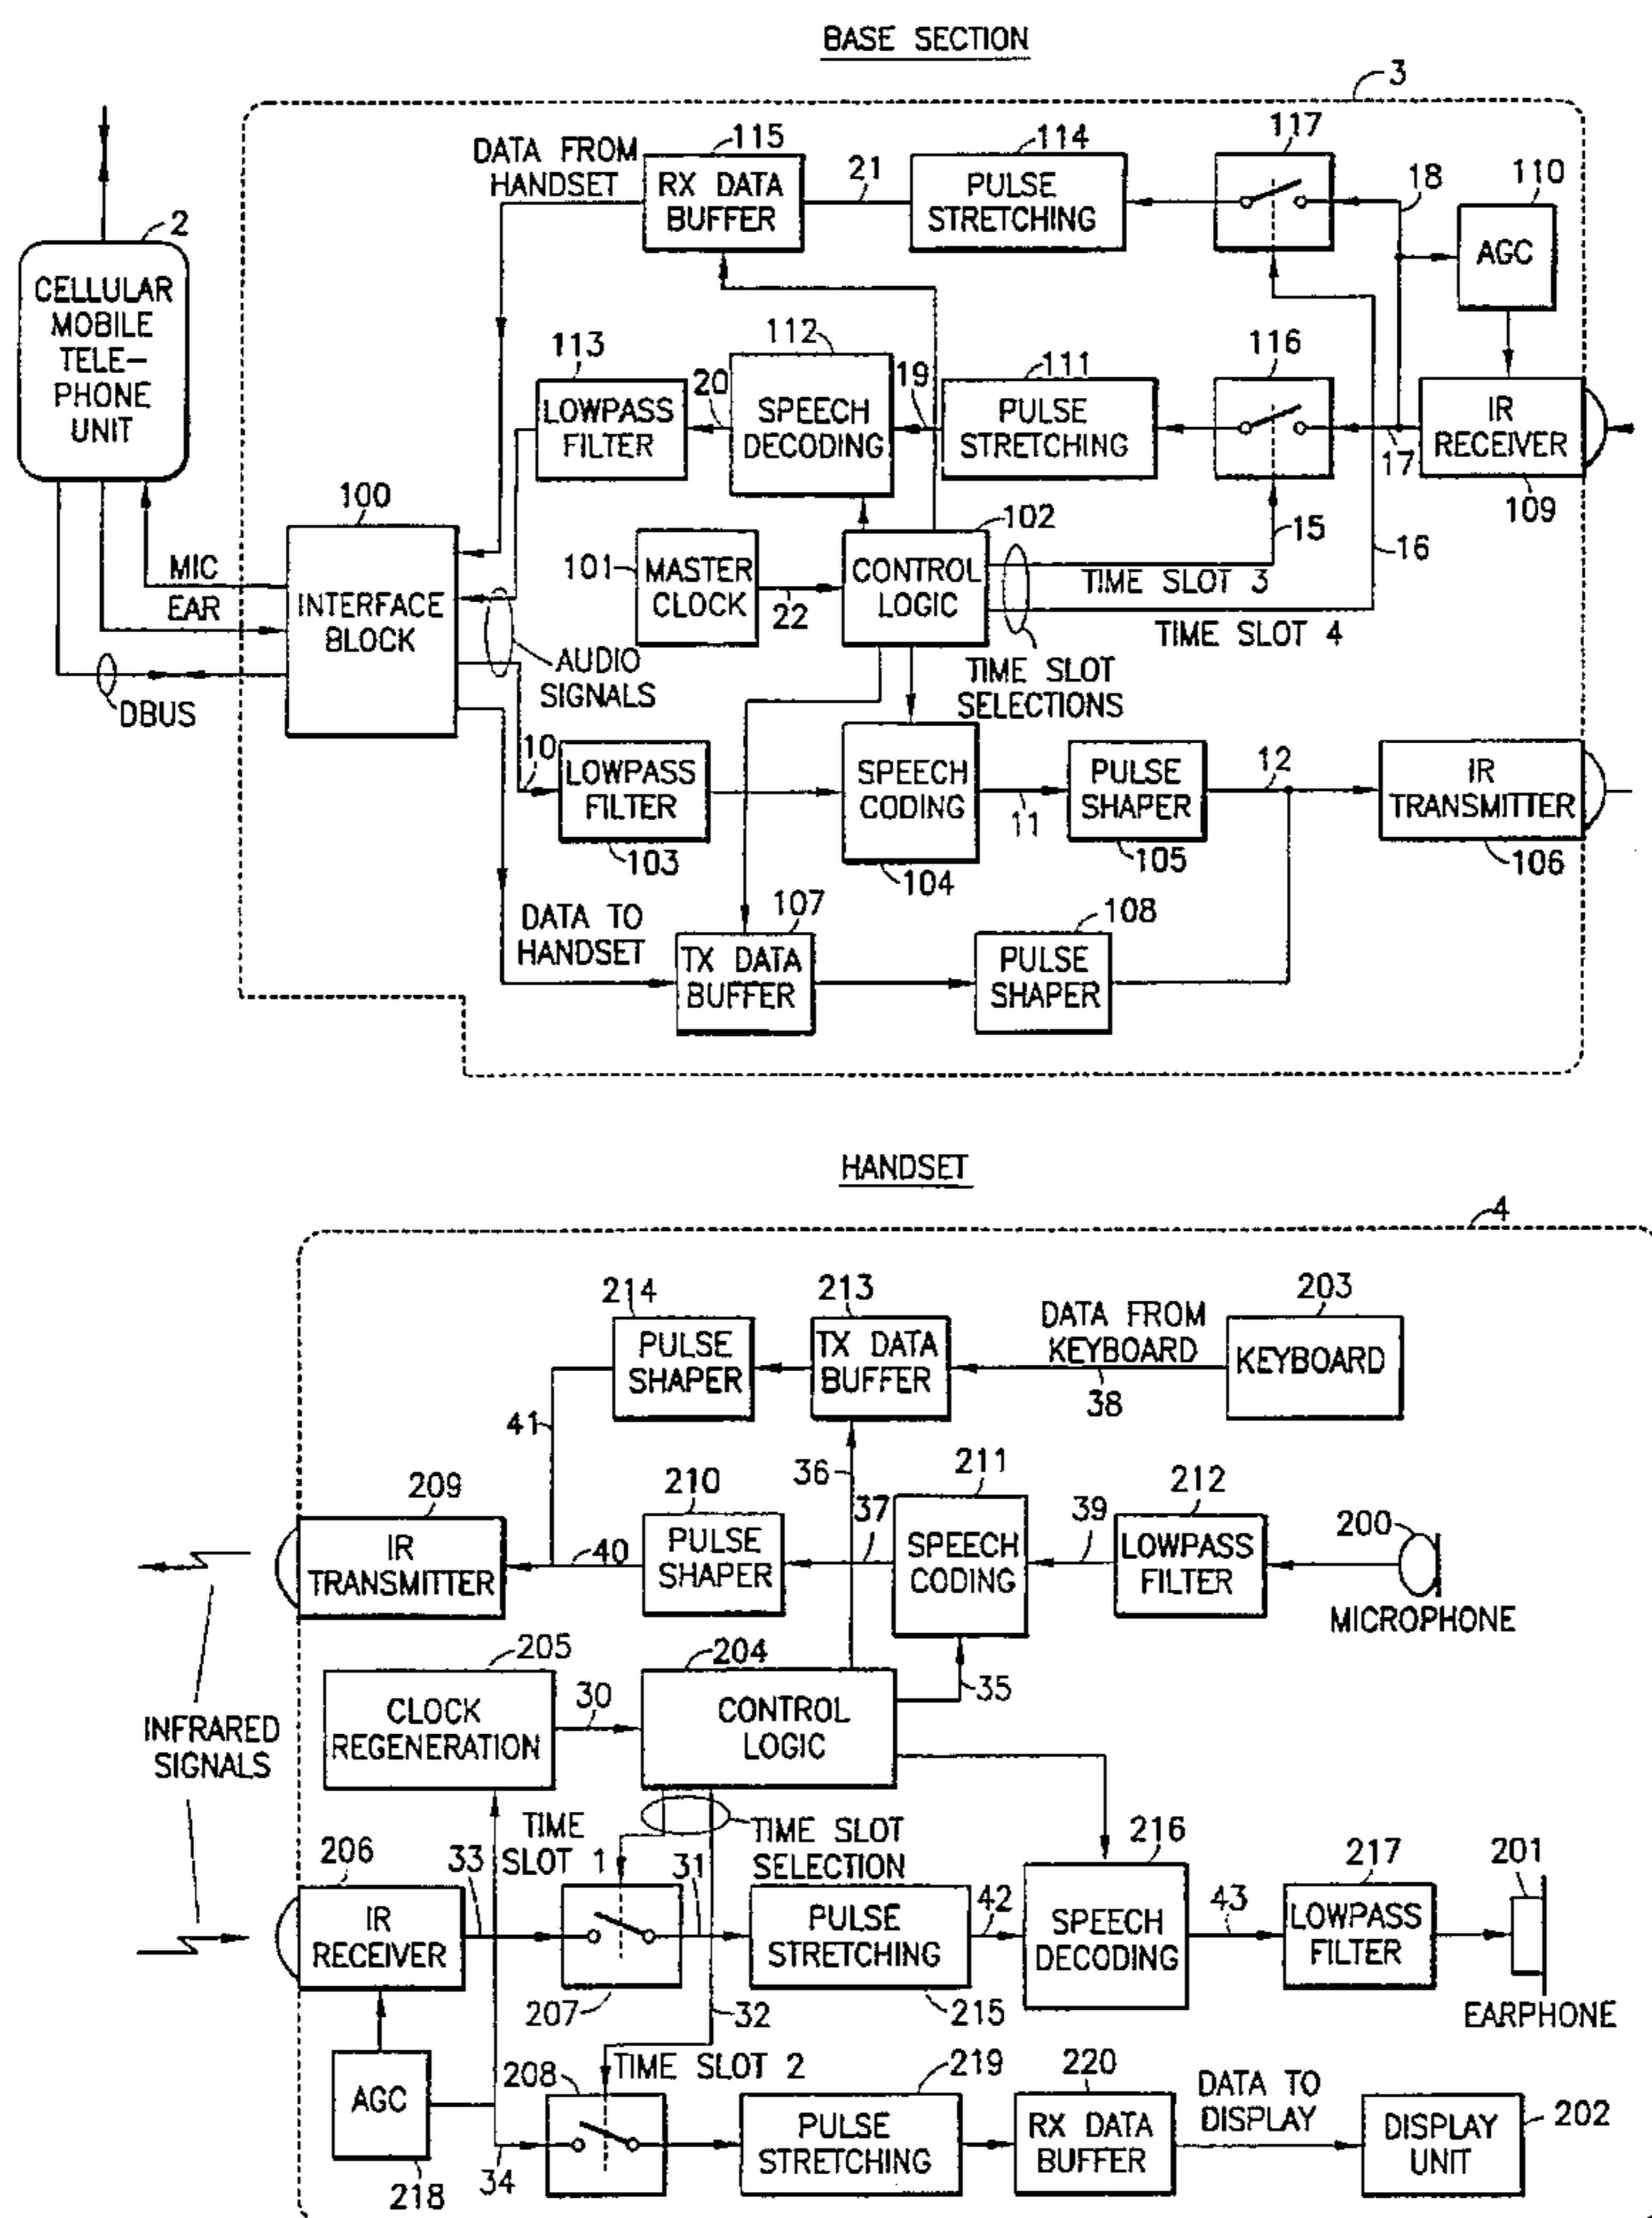 BASE SECTION
3
115
114
117
DATA FROM
HANDSET
RX DATA
BUFFER
21
PULSE
STRETCHING
18
110
AGC
2
CELLULAR
MOBILE
TELE-
PHONE
UNIT
113
112
111
116
LOWPASS
FILTER
20
SPEECH
DECODING
19
PULSE
STRETCHING
17
IR
RECEIVER
109
100
MIC
EAR
INTERFACE
BLOCK
DBUS
101
MASTER
CLOCK
22
102
CONTROL
LOGIC
15
16
TIME SLOT 3
TIME SLOT 4
AUDIO
SIGNALS
TIME SLOT
SELECTIONS
10
LOWPASS
FILTER
103
SPEECH
CODING
104
11
PULSE
SHAPER
105
12
IR
TRANSMITTER
106
DATA TO
HANDSET
107
TX DATA
BUFFER
108
PULSE
SHAPER
HANDSET
4
214
PULSE
SHAPER
213
TX DATA
BUFFER
DATA FROM
KEYBOARD
38
203
KEYBOARD
41
36
209
IR
TRANSMITTER
40
210
PULSE
SHAPER
37
211
SPEECH
CODING
39
212
LOWPASS
FILTER
200
MICROPHONE
INFRARED
SIGNALS
205
CLOCK
REGENERATION
30
204
CONTROL
LOGIC
35
TIME
SLOT 1
TIME SLOT
SELECTION
206
IR
RECEIVER
33
207
31
PULSE
STRETCHING
215
42
216
SPEECH
DECODING
43
217
LOWPASS
FILTER
201
EARPHONE
32
TIME SLOT 2
AGC
218
34
208
219
PULSE
STRETCHING
220
RX DATA
BUFFER
DATA TO
DISPLAY
DISPLAY
UNIT
202